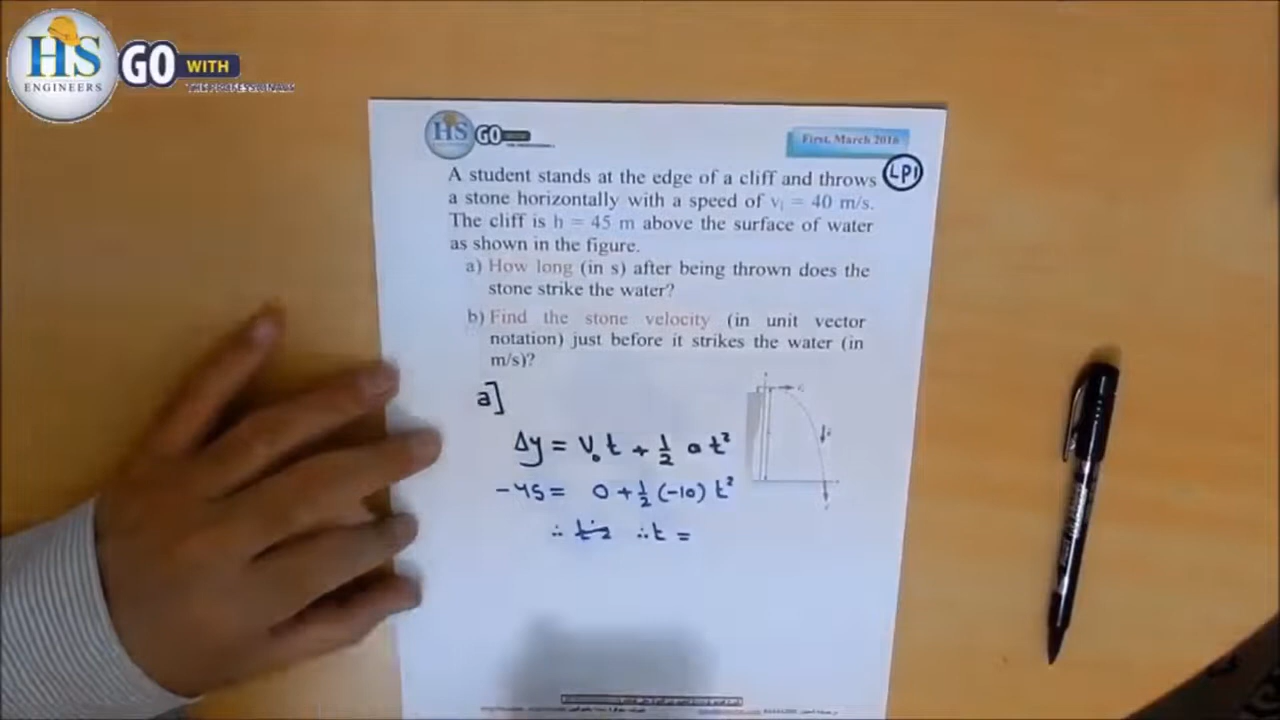 HS
ENGINEERS
GO WITH
THE PROFESSIONALS
HS GO
First, March 2016
LP1
A student stands at the edge of a cliff and throws
a stone horizontally with a speed of vᵢ = 40 m/s.
The cliff is h = 45 m above the surface of water
as shown in the figure.
a) How long (in s) after being thrown does the
stone strike the water?
b) Find the stone velocity (in unit vector
notation) just before it strikes the water (in
m/s)?
a]
Δy = V₀t + ½ a t²
-45 = 0 + ½ (-10) t²
∴ t =